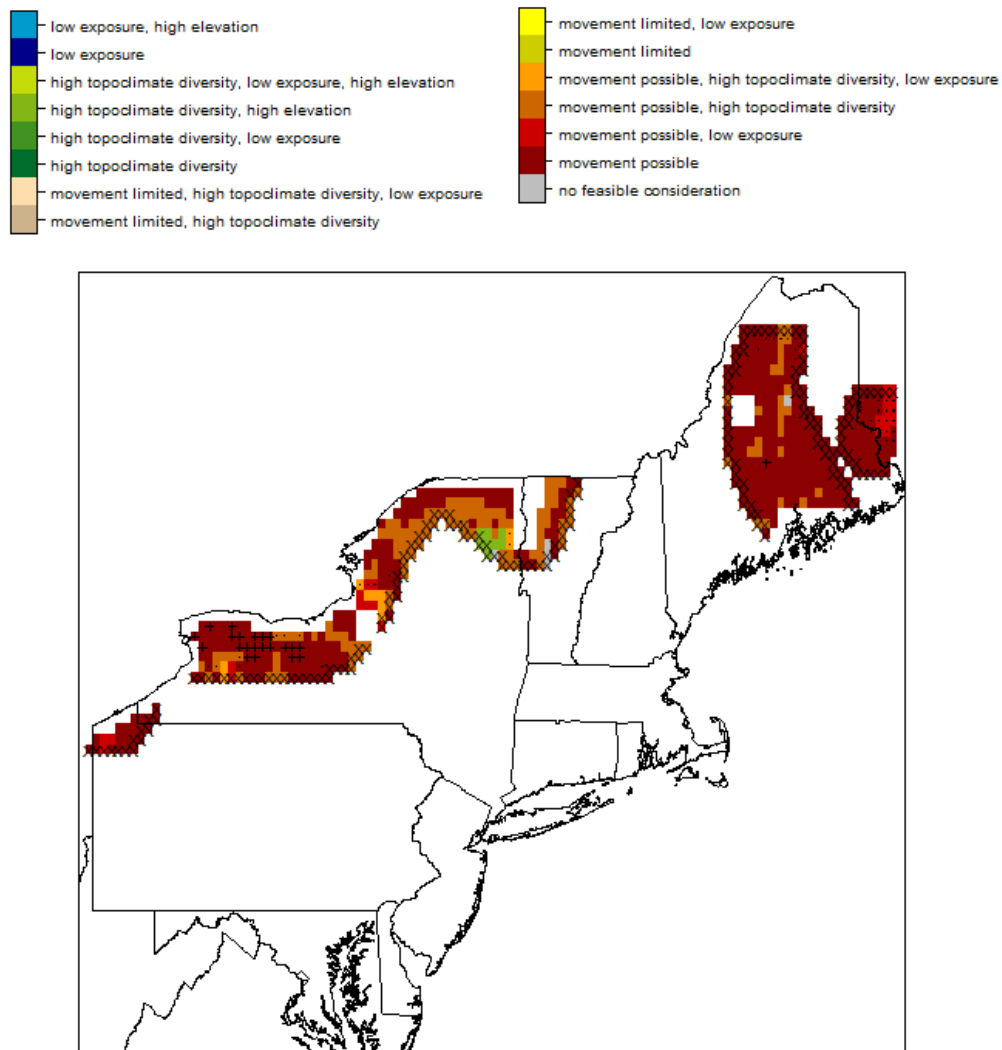 low exposure, high elevation
low exposure
high topoclimate diversity, low exposure, high elevation
high topoclimate diversity, high elevation
high topoclimate diversity, low exposure
high topoclimate diversity
movement limited, high topoclimate diversity, low exposure
movement limited, high topoclimate diversity
movement limited, low exposure
movement limited
movement possible, high topoclimate diversity, low exposure
movement possible, high topoclimate diversity
movement possible, low exposure
movement possible
no feasible consideration